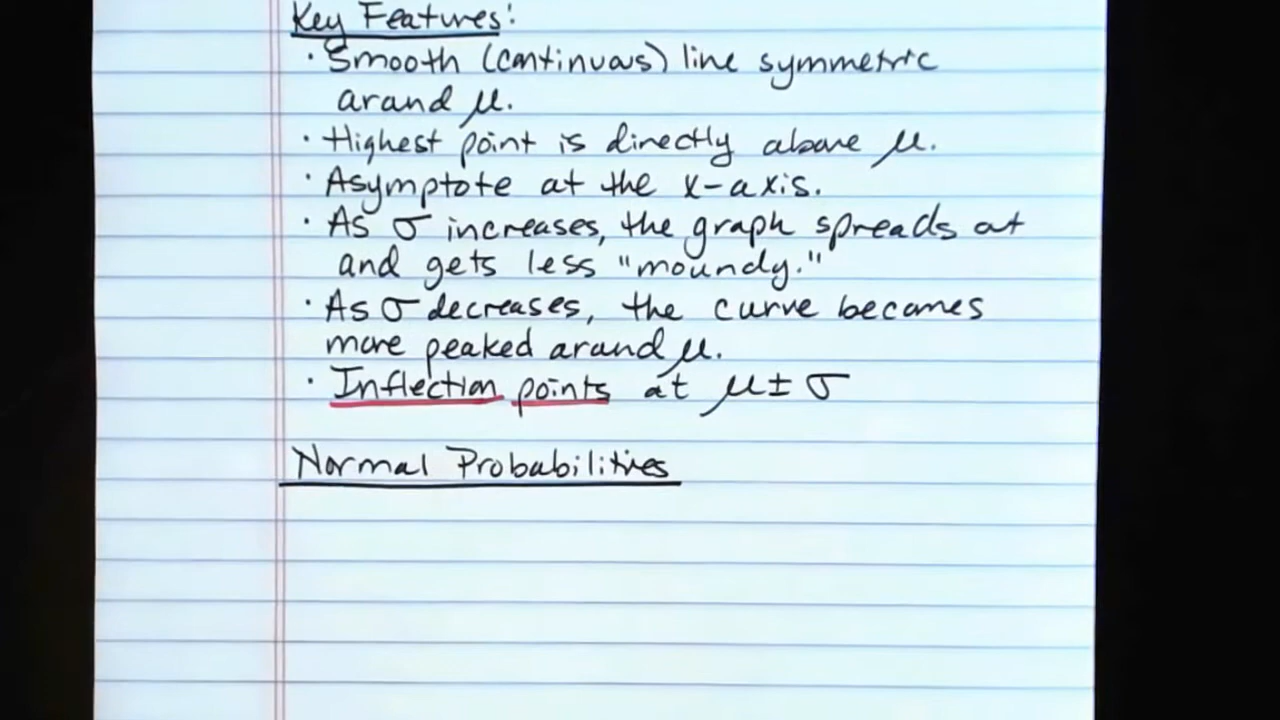 Key Features:
· Smooth (continuous) line symmetric
around μ.
· Highest point is directly above μ.
· Asymptote at the x-axis.
· As σ increases, the graph spreads out
and gets less "moundy."
· As σ decreases, the curve becomes
more peaked around μ.
· Inflection points at μ ± σ
Normal Probabilities